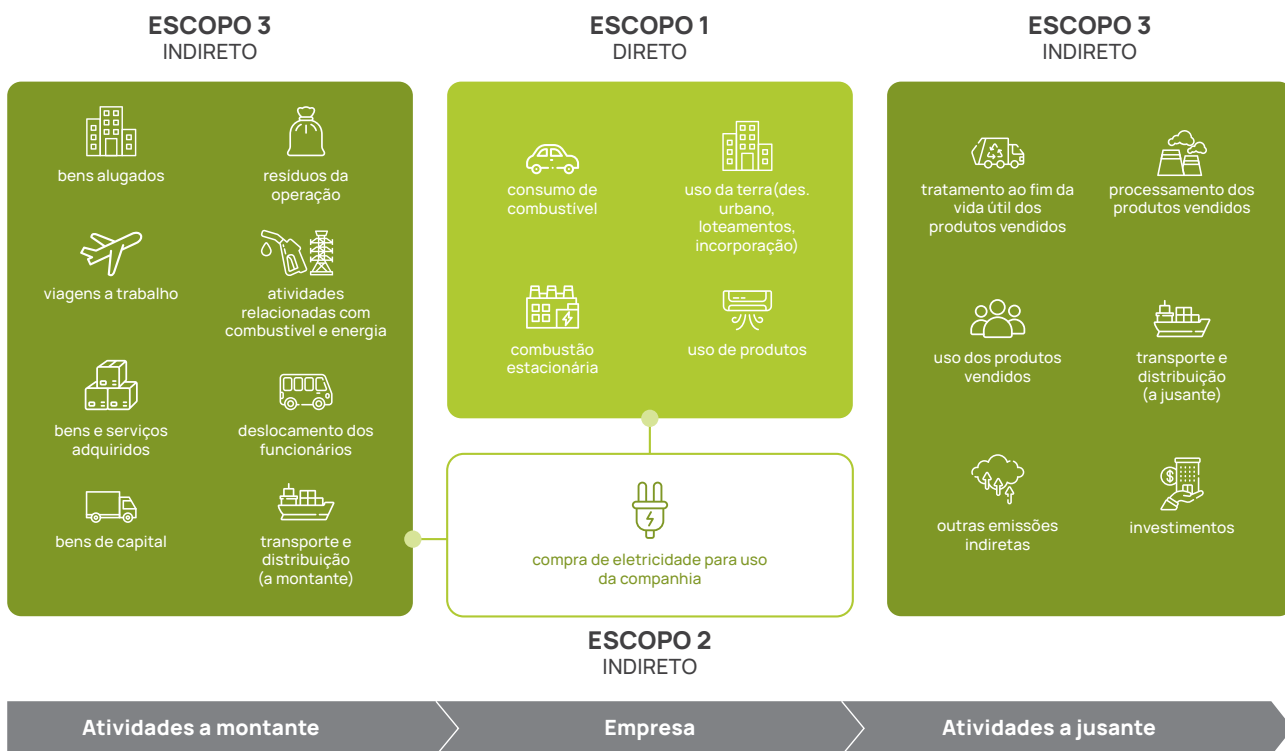 ESCOPO 3
INDIRETO
bens alugados
residuos da
operação
viagens a trabalho
atividades
relacionadas com
combustível e energia
bens e serviços
adquiridos
deslocamento dos
funcionários
bens de capital
transporte e
distribuição
(a montante)
ESCOPO 1
DIRETO
consumo de
combustível
uso da terra(des.
urbano,
loteamentos,
incorporação)
combustão
estacionária
uso de produtos
compra de eletricidade para uso
da companhia
ESCOPO 2
INDIRETO
ESCOPO 3
INDIRETO
tratamento ao fim da
vida útil dos
produtos vendidos
processamento dos
produtos vendidos
uso dos produtos
vendidos
transporte e
distribuição
(a jusante)
outras emissões
indiretas
investimentos
Atividades a montante
Empresa
Atividades a jusante